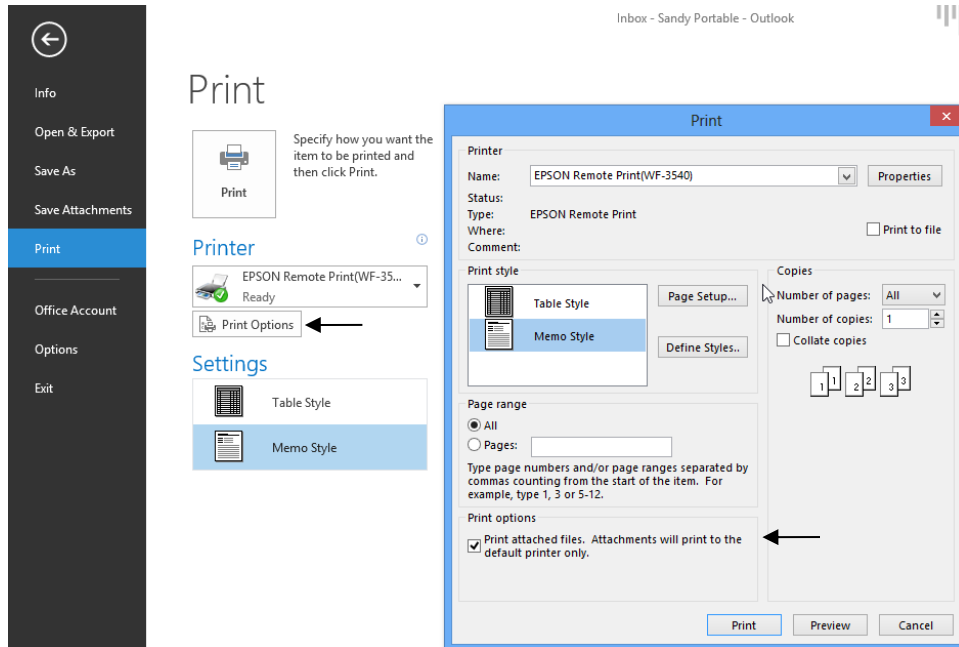 Inbox - Sandy Portable - Outlook
Info
Open & Export
Save As
Save Attachments
Print
Office Account
Options
Exit
Print
Print
Specify how you want the
item to be printed and
then click Print.
Printer
EPSON Remote Print(WF-35...
Ready
Print Options
Settings
Table Style
Memo Style
Print
Printer
Name: EPSON Remote Print(WF-3540) Properties
Status:
Type: EPSON Remote Print
Where: Print to file
Comment:
Print style
Table Style
Memo Style
Page Setup...
Define Styles..
Copies
Number of pages: All
Number of copies: 1
Collate copies
1 1 2 2 3 3
Page range
All
Pages:
Type page numbers and/or page ranges separated by
commas counting from the start of the item. For
example, type 1, 3 or 5-12.
Print options
Print attached files. Attachments will print to the
default printer only.
Print Preview Cancel